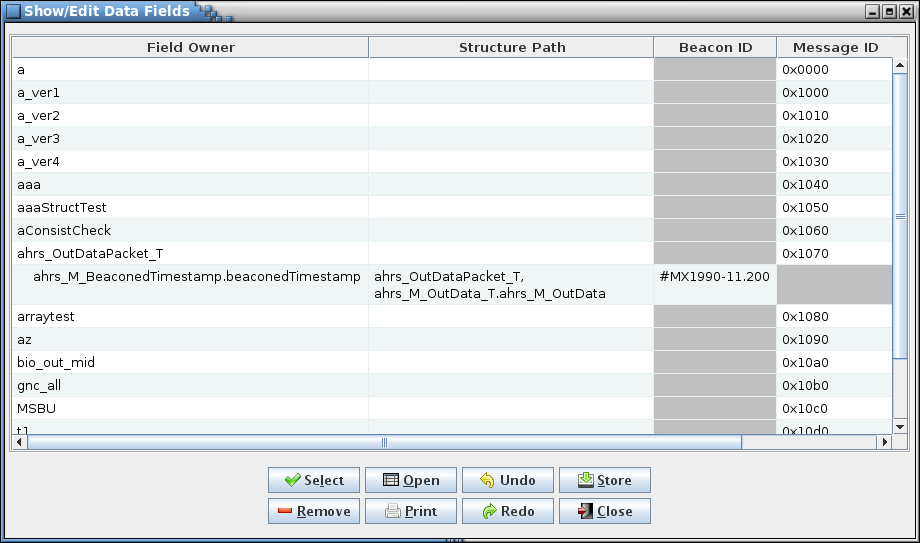 Show/Edit Data Fields
Field Owner Structure Path Beacon ID Message ID
a 0x0000
a_ver1 0x1000
a_ver2 0x1010
a_ver3 0x1020
a_ver4 0x1030
aaa 0x1040
aaaStructTest 0x1050
aConsistCheck 0x1060
ahrs_OutDataPacket_T 0x1070
ahrs_M_BeaconedTimestamp.beaconedTimestamp ahrs_OutDataPacket_T, #MX1990-11.200
ahrs_M_OutData_T.ahrs_M_OutData
arraytest 0x1080
az 0x1090
bio_out_mid 0x10a0
gnc_all 0x10b0
MSBU 0x10c0
t1 0x10d0
Select Open Undo Store
Remove Print Redo Close